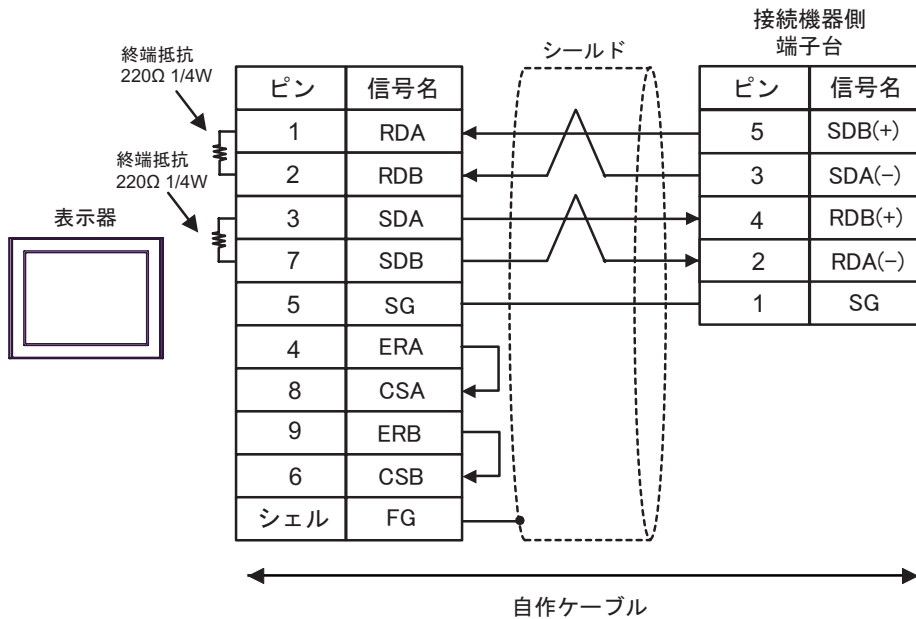 接続機器側
端子台
シールド
終端抵抗
220Ω 1/4W
終端抵抗
220Ω 1/4W
表示器
ピン 信号名
1 RDA
2 RDB
3 SDA
7 SDB
5 SG
4 ERA
8 CSA
9 ERB
6 CSB
シェル FG
ピン 信号名
5 SDB(+)
3 SDA(-)
4 RDB(+)
2 RDA(-)
1 SG
自作ケーブル